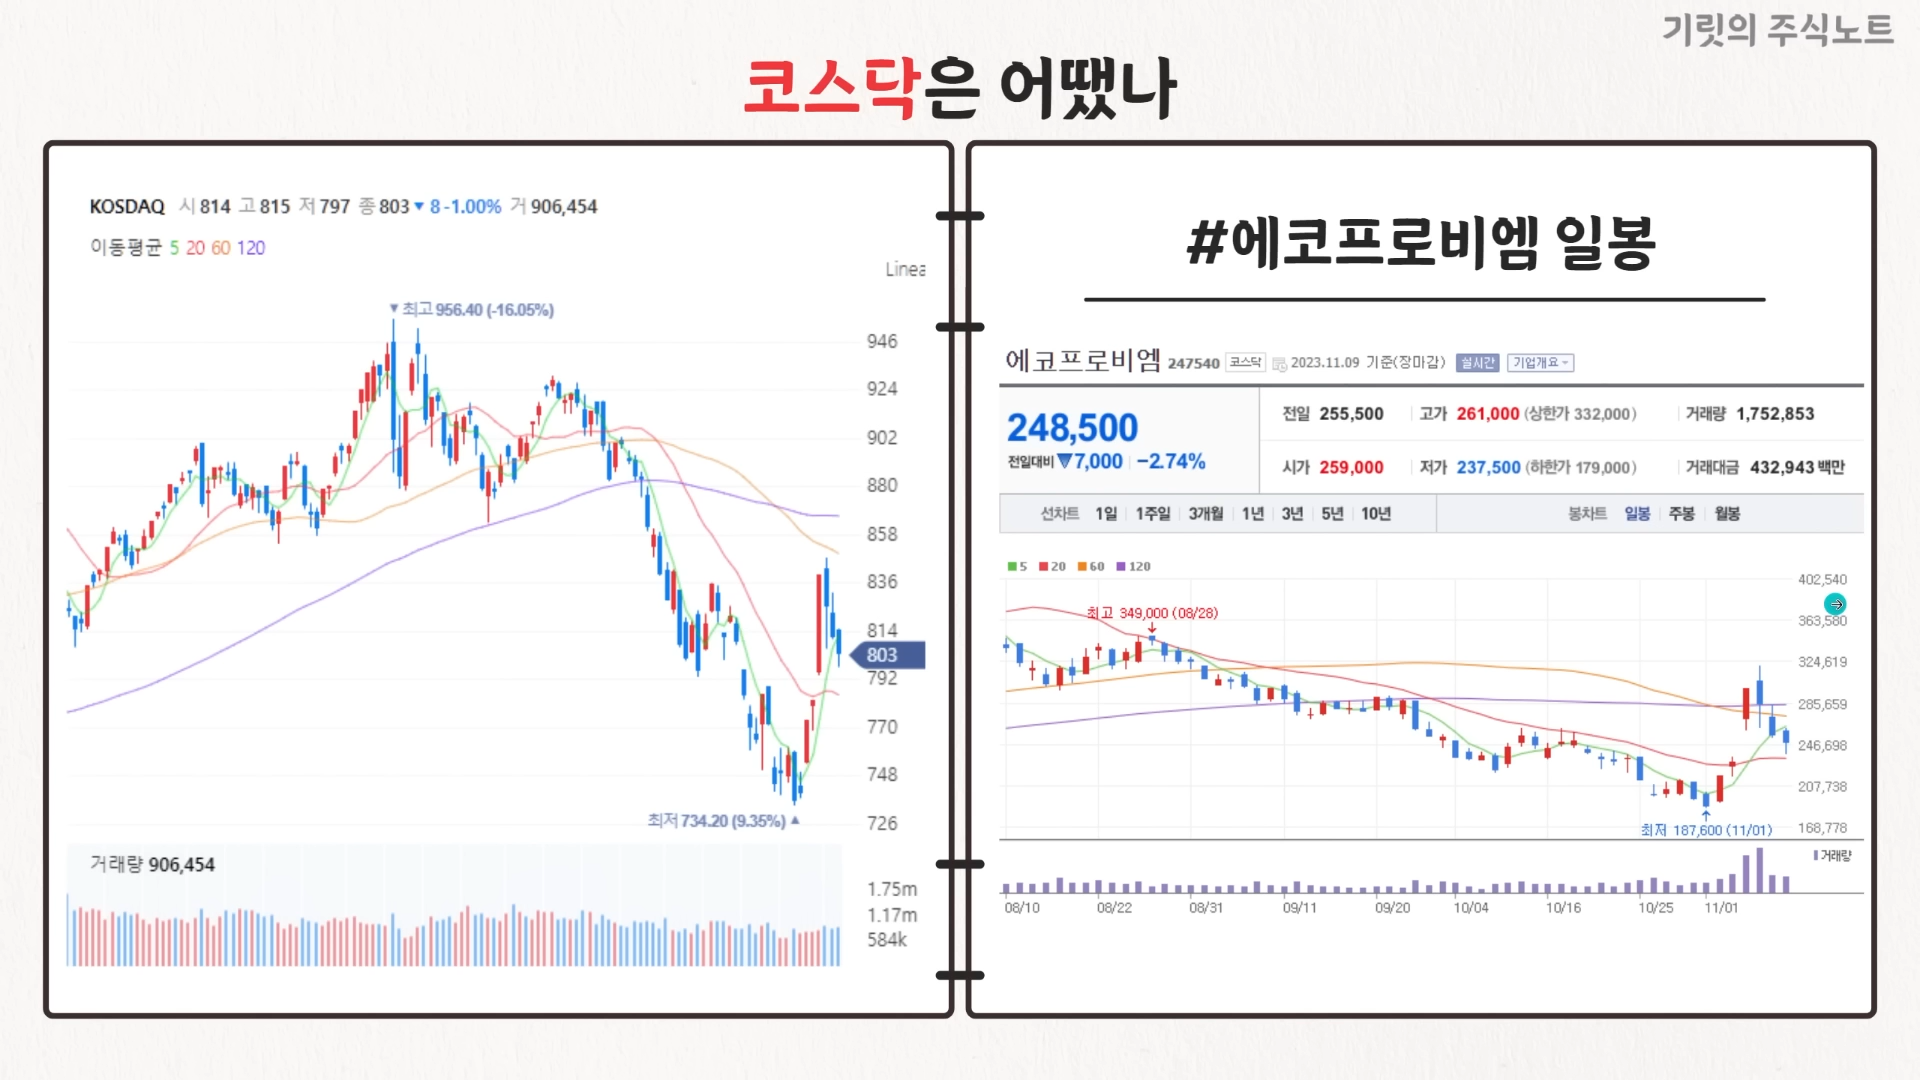 기릿의 주식노트
코스닥은 어땠나
KOSDAQ 시 814 고 815 저 797 종 803 ▼ 8 -1.00% 거 906,454
이동평균 5 20 60 120
Linea
▼ 최고 956.40 (-16.05%)
946
924
902
880
858
836
814
803
792
770
748
726
최저 734.20 (9.35%) ▲
거래량 906,454
1.75m
1.17m
584k
#에코프로비엠 일봉
에코프로비엠 247540 코스닥 2023.11.09 기준(장마감) 실시간 기업개요
248,500
전일대비 ▼7,000 -2.74%
전일 255,500 고가 261,000 (상한가 332,000) 거래량 1,752,853
시가 259,000 저가 237,500 (하한가 179,000) 거래대금 432,943 백만
선차트 1일 1주일 3개월 1년 3년 5년 10년 봉차트 일봉 주봉 월봉
5 20 60 120
최고 349,000 (08/28)
402,540
363,580
324,619
285,659
246,698
207,738
168,778
최저 187,600 (11/01)
거래량
08/10 08/22 08/31 09/11 09/20 10/04 10/16 10/25 11/01